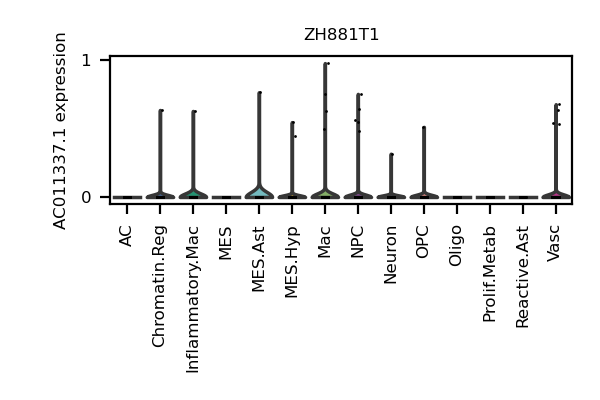 ZH881T1
AC011337.1 expression
1
0
AC
Chromatin.Reg
Inflammatory.Mac
MES
MES.Ast
MES.Hyp
Mac
NPC
Neuron
OPC
Oligo
Prolif.Metab
Reactive.Ast
Vasc